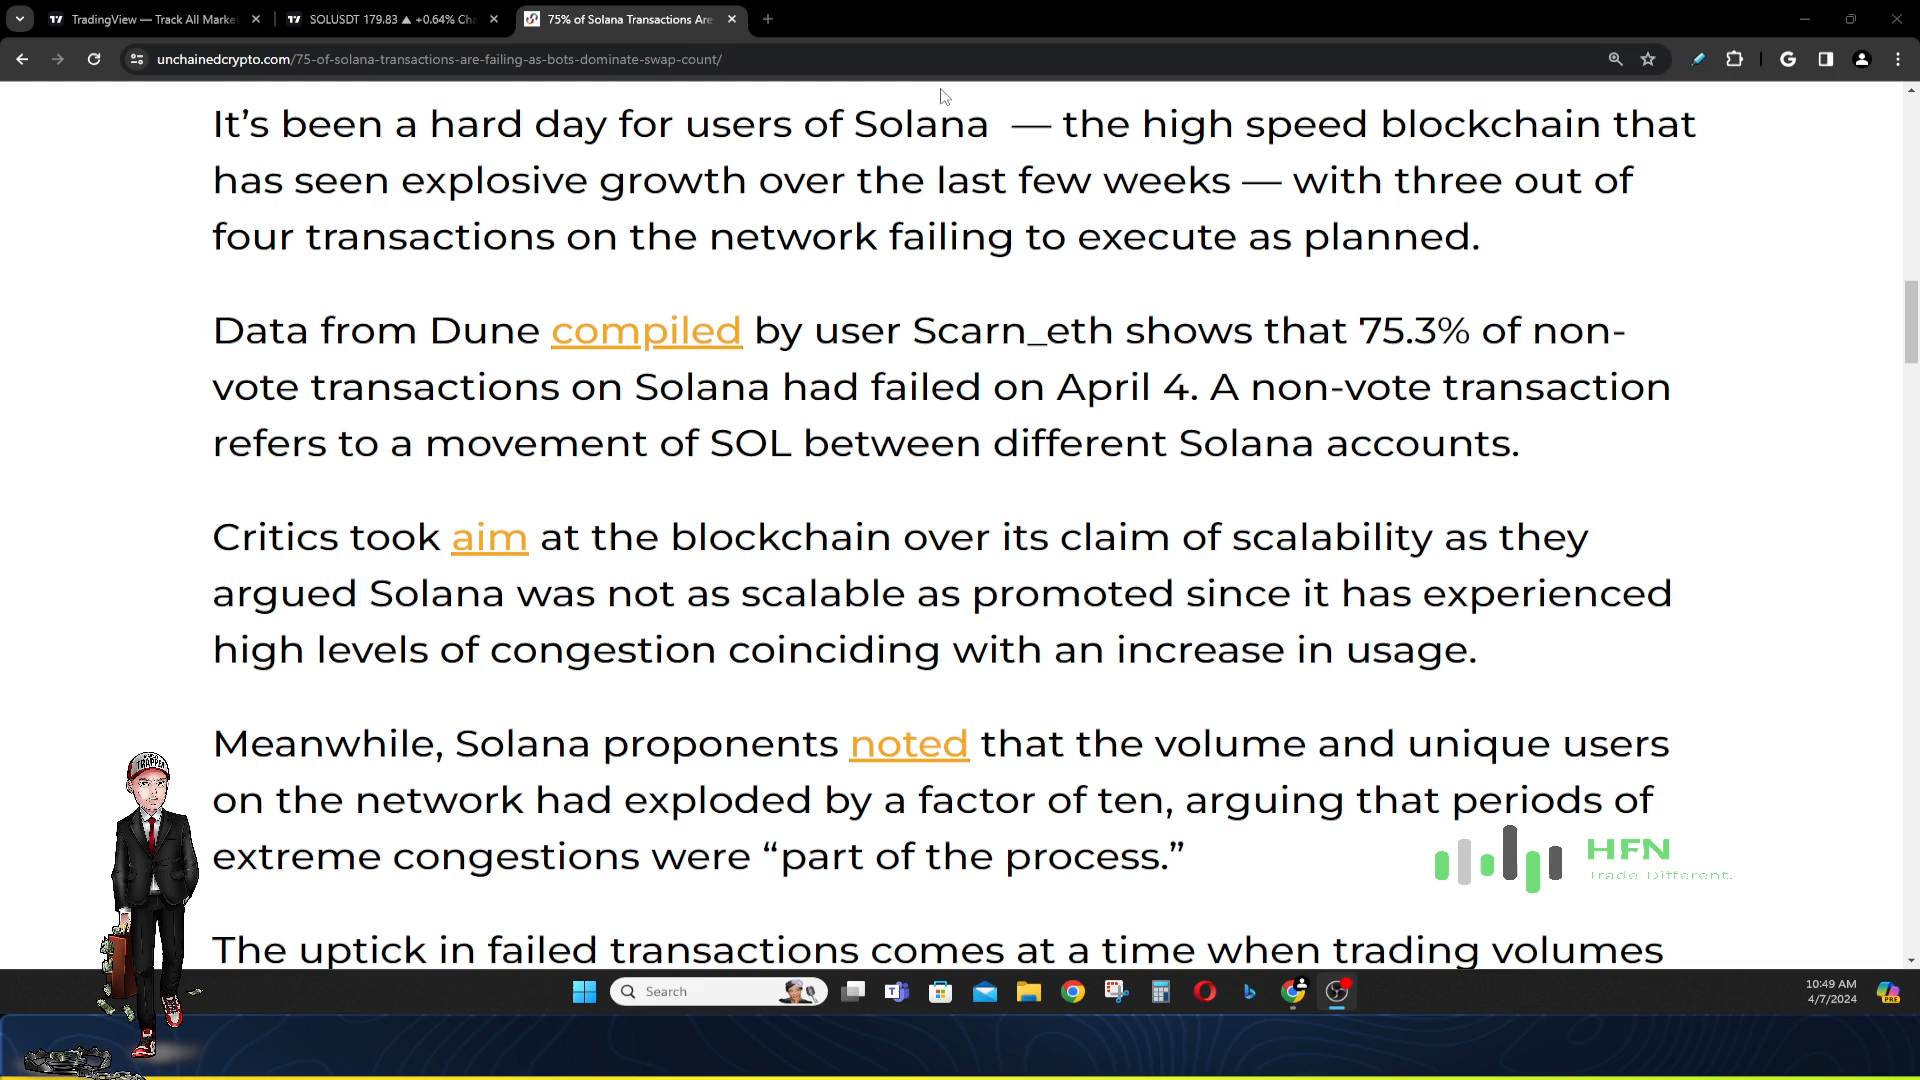 TradingView — Track All Marke
SOLUSDT 179.83 ▲ +0.64% Ch
75% of Solana Transactions Are
unchainedcrypto.com/75-of-solana-transactions-are-failing-as-bots-dominate-swap-count/
It’s been a hard day for users of Solana — the high speed blockchain that
has seen explosive growth over the last few weeks — with three out of
four transactions on the network failing to execute as planned.
Data from Dune compiled by user Scarn_eth shows that 75.3% of non-
vote transactions on Solana had failed on April 4. A non-vote transaction
refers to a movement of SOL between different Solana accounts.
Critics took aim at the blockchain over its claim of scalability as they
argued Solana was not as scalable as promoted since it has experienced
high levels of congestion coinciding with an increase in usage.
Meanwhile, Solana proponents noted that the volume and unique users
on the network had exploded by a factor of ten, arguing that periods of
extreme congestions were “part of the process.”
TRAPPER
HFN
Trade Different.
The uptick in failed transactions comes at a time when trading volumes
Search
10:49 AM
4/7/2024
PRE